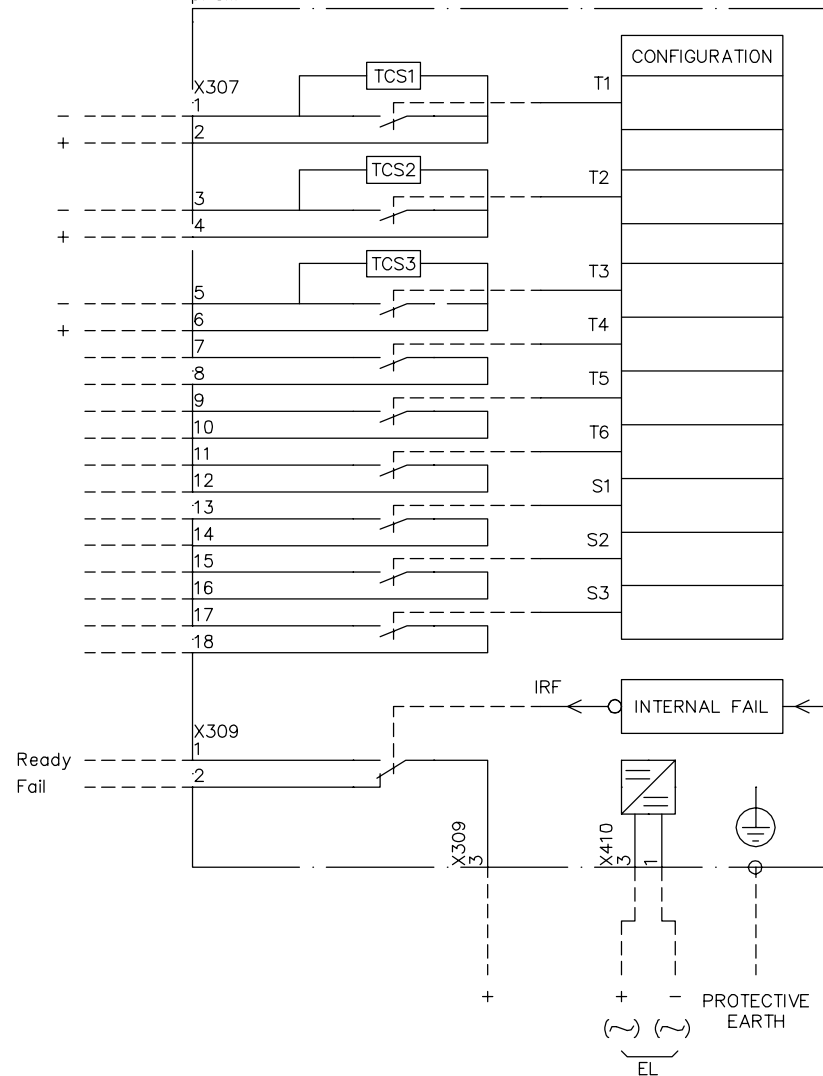 CONFIGURATION
TCS1
T1
X307
1
-
2
+
TCS2
T2
3
-
4
+
TCS3
T3
5
-
6
+
T4
7
8
T5
9
10
T6
11
12
S1
13
14
S2
15
16
S3
17
18
IRF
INTERNAL FAIL
X309
1
Ready
2
Fail
X309
3
X410
3
1
+
+
-
PROTECTIVE
EARTH
(~) (~)
EL